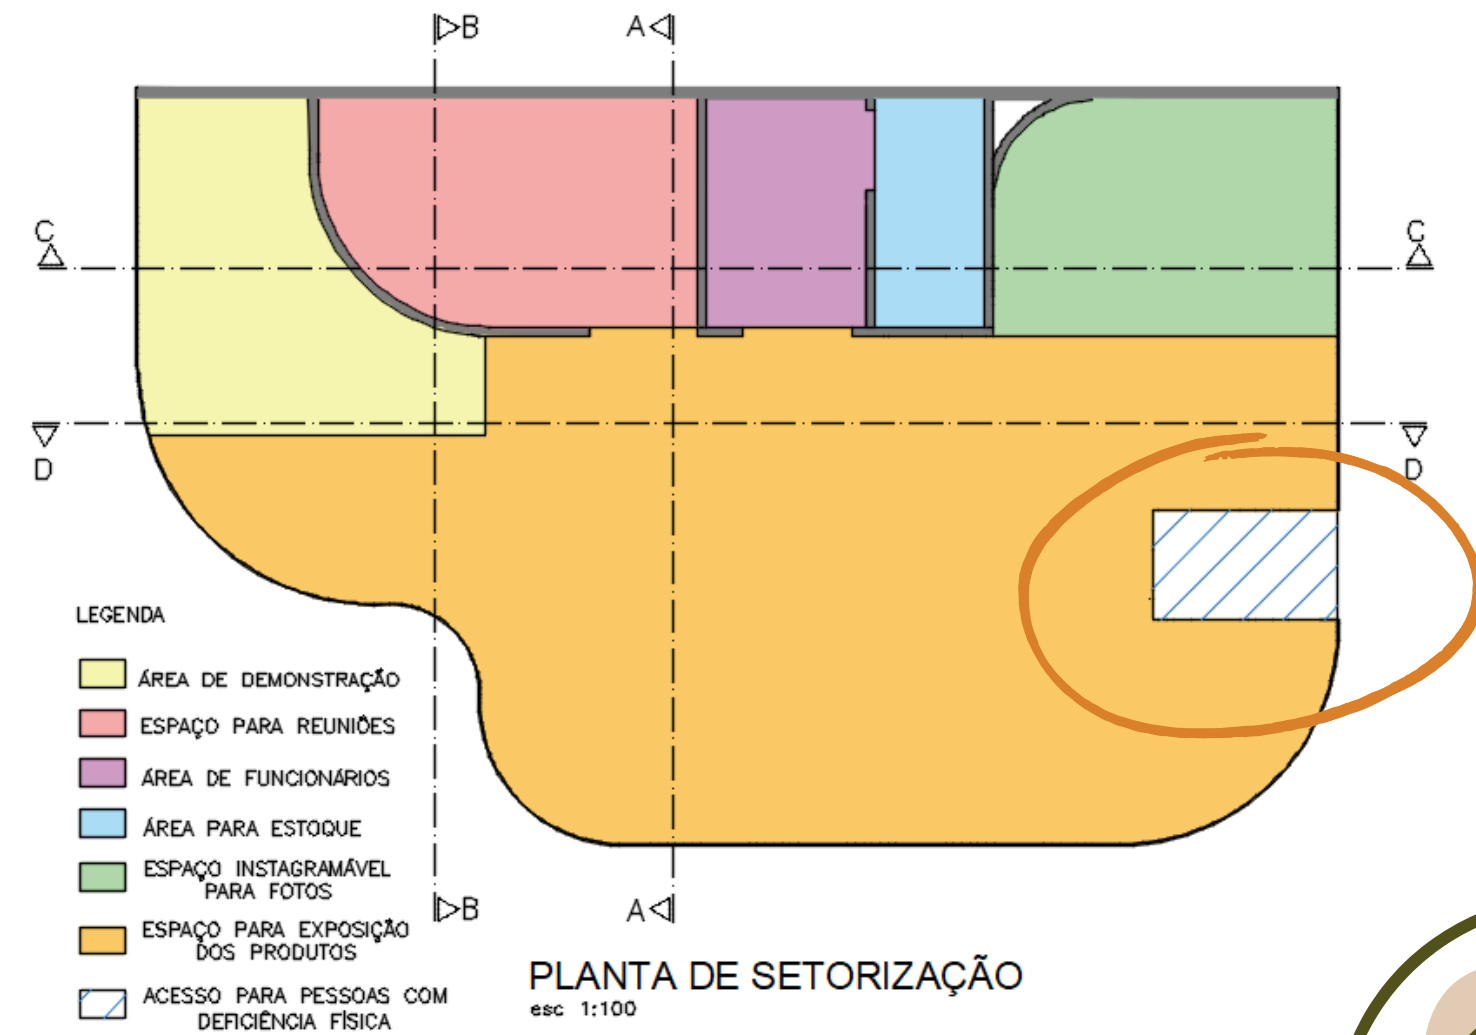 B
A
C
C
D
D
LEGENDA
ÁREA DE DEMONSTRAÇÃO
ESPAÇO PARA REUNIÕES
ÁREA DE FUNCIONÁRIOS
ÁREA PARA ESTOQUE
ESPAÇO INSTAGRAMÁVEL
PARA FOTOS
ESPAÇO PARA EXPOSIÇÃO
DOS PRODUTOS
ACESSO PARA PESSOAS COM
DEFICIÊNCIA FÍSICA
B
A
PLANTA DE SETORIZAÇÃO
esc 1:100